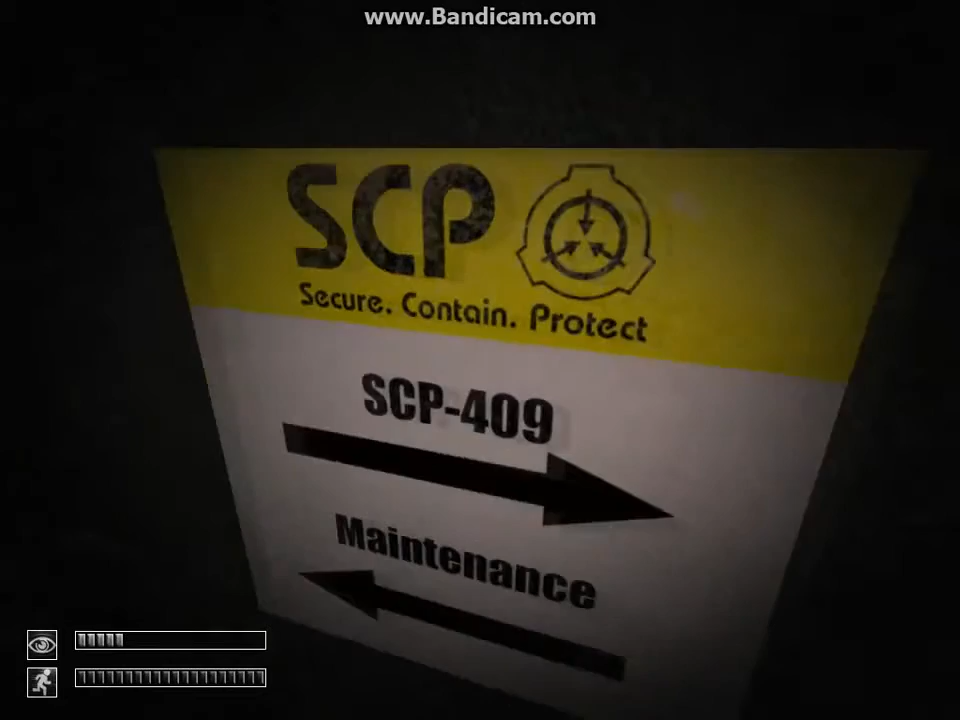 www.Bandicam.com
SCP
Secure. Contain. Protect
SCP-409
Maintenance